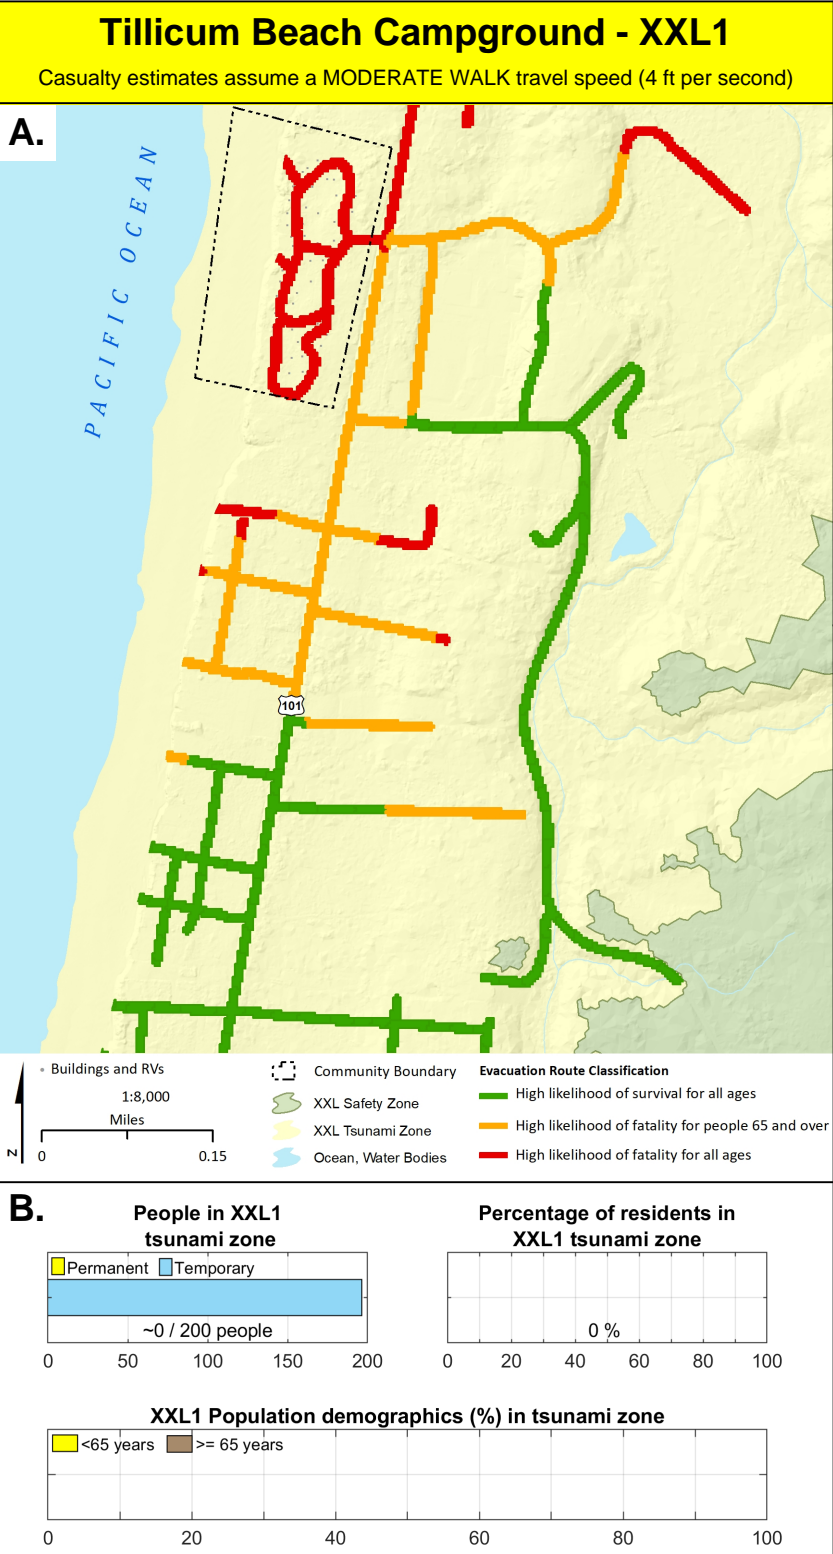 Tillicum Beach Campground - XXL1
Casualty estimates assume a MODERATE WALK travel speed (4 ft per second)
A.
PACIFIC OCEAN
101
Buildings and RVs
1:8,000
Miles
0 0.15
N
Community Boundary
XXL Safety Zone
XXL Tsunami Zone
Ocean, Water Bodies
Evacuation Route Classification
High likelihood of survival for all ages
High likelihood of fatality for people 65 and over
High likelihood of fatality for all ages
B.
People in XXL1
tsunami zone
Permanent Temporary
~0 / 200 people
0 50 100 150 200
Percentage of residents in
XXL1 tsunami zone
0 %
0 20 40 60 80 100
XXL1 Population demographics (%) in tsunami zone
<65 years >= 65 years
0 20 40 60 80 100